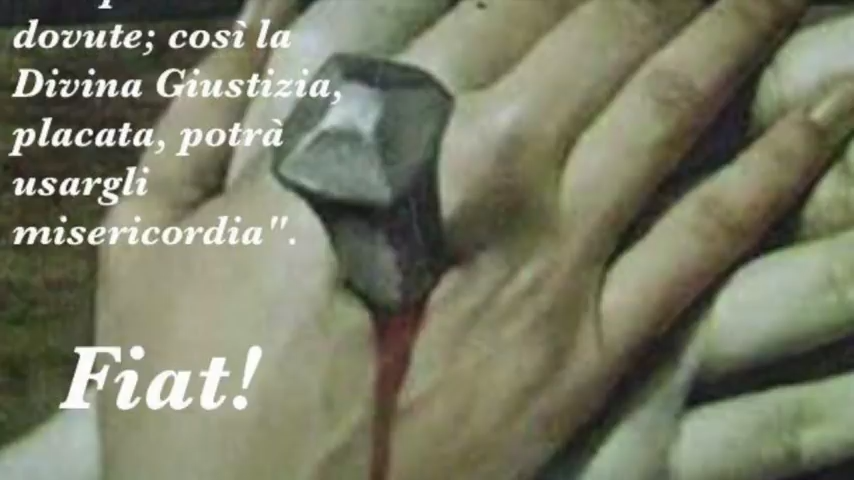 dovute; così la
Divina Giustizia,
placata, potrà
usargli
misericordia".
Fiat!